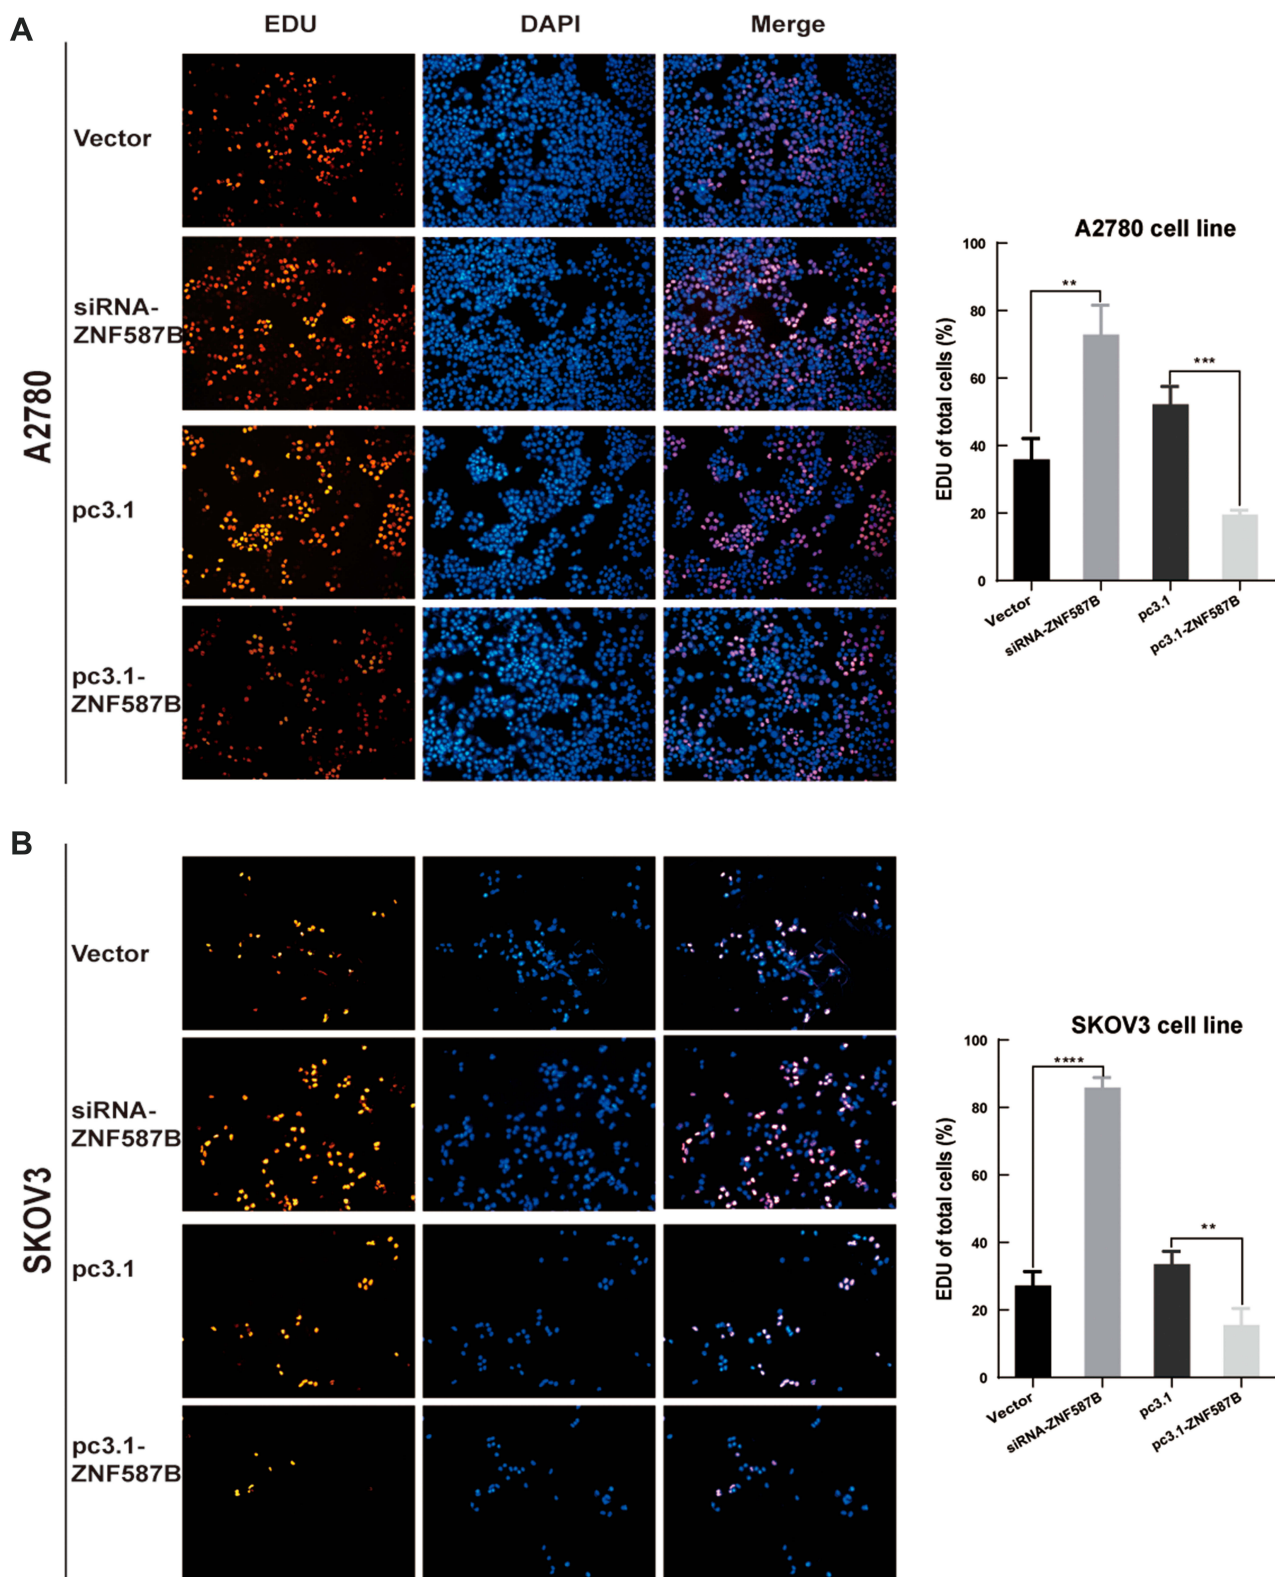 A
EDU
DAPI
Merge
A2780
Vector
siRNA-
ZNF587B
pc3.1
pc3.1-
ZNF587B
A2780 cell line
EDU of total cells (%)
100
80
60
40
20
0
**
***
Vector
siRNA-ZNF587B
pc3.1
pc3.1-ZNF587B
B
SKOV3
Vector
siRNA-
ZNF587B
pc3.1
pc3.1-
ZNF587B
SKOV3 cell line
EDU of total cells (%)
100
80
60
40
20
0
****
**
Vector
siRNA-ZNF587B
pc3.1
pc3.1-ZNF587B